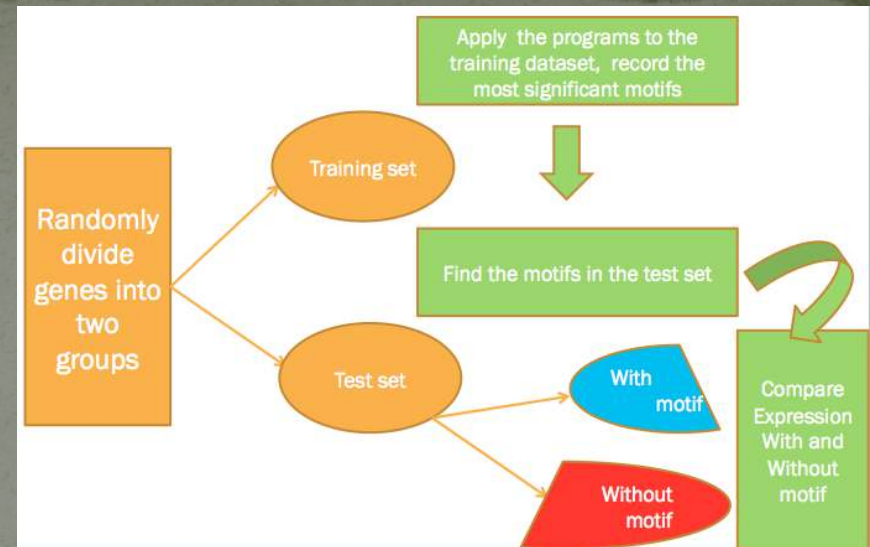 Apply the programs to the
training dataset, record the
most significant motifs
Training set
Randomly
divide
genes into
two
groups
Find the motifs in the test set
Test set
With
motif
Compare
Expression
With and
Without
motif
Without
motif